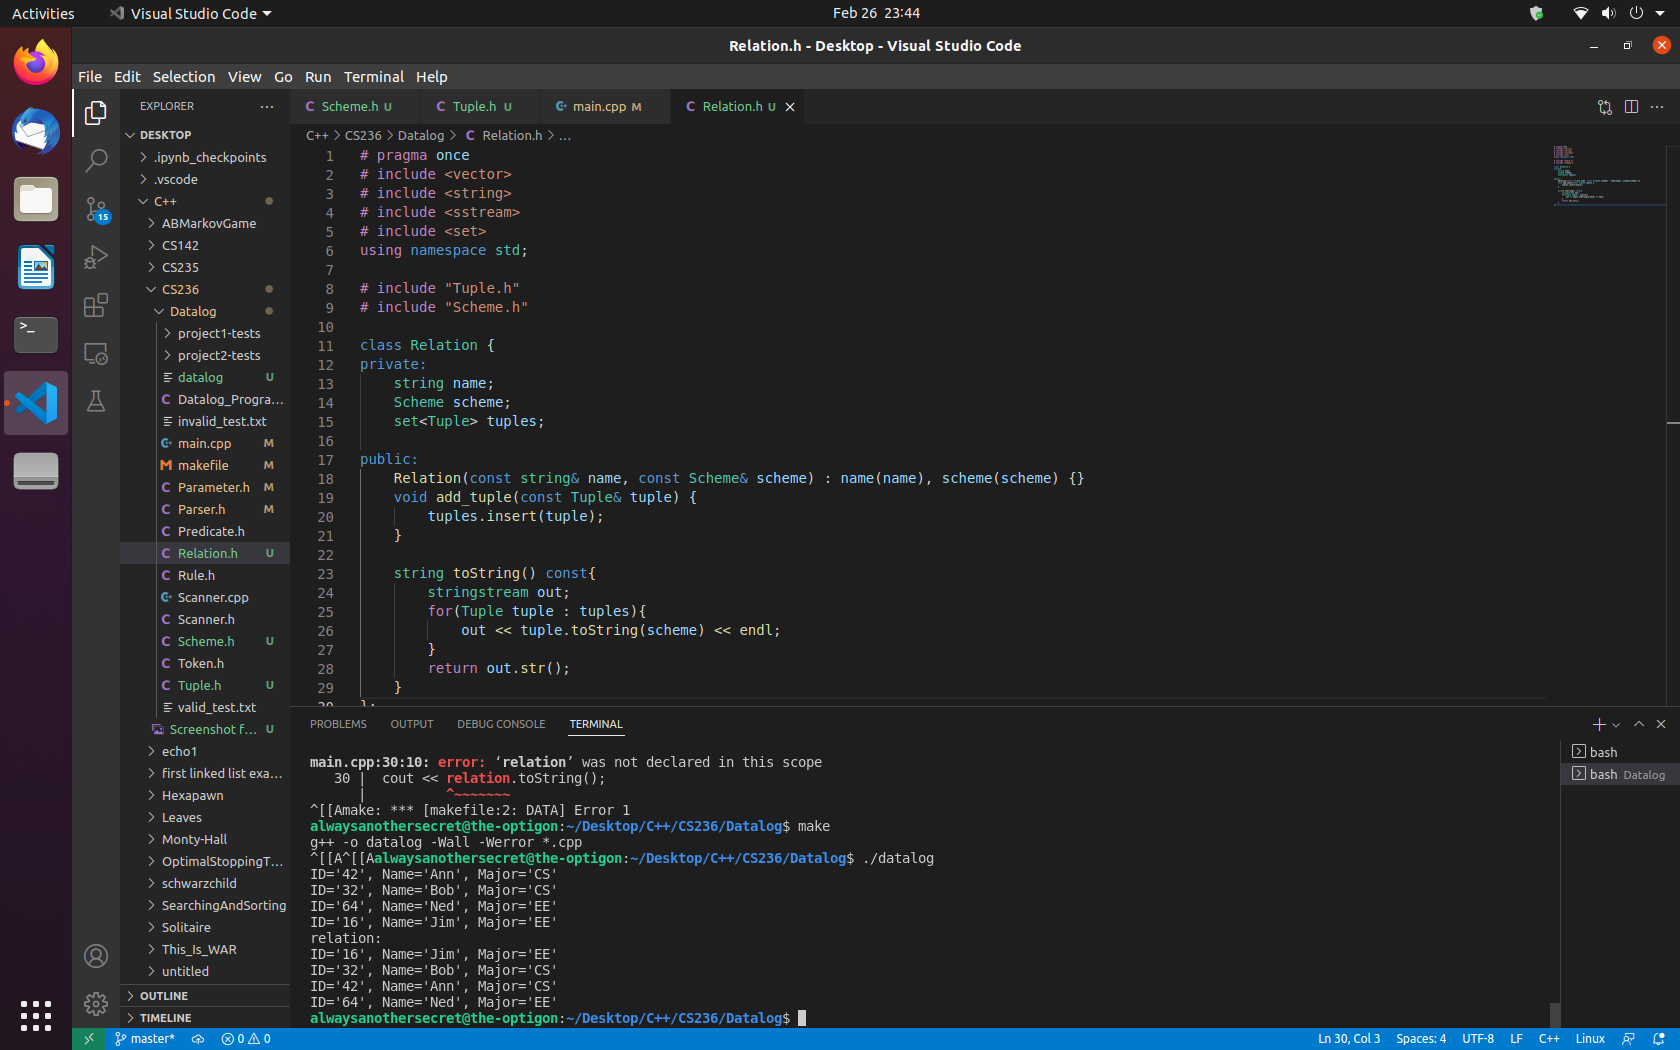 Activities Visual Studio Code Feb 26 23:44
Relation.h - Desktop - Visual Studio Code
File Edit Selection View Go Run Terminal Help
EXPLORER
DESKTOP
.ipynb_checkpoints
.vscode
C++
ABMarkovGame
CS142
CS235
CS236
Datalog
project1-tests
project2-tests
datalog U
Datalog_Progra...
invalid_test.txt
main.cpp M
makefile M
Parameter.h M
Parser.h M
Predicate.h
Relation.h U
Rule.h
Scanner.cpp
Scanner.h
Scheme.h U
Token.h
Tuple.h U
valid_test.txt
Screenshot f... U
echo1
first linked list exa...
Hexapawn
Leaves
Monty-Hall
OptimalStoppingT...
schwarzchild
SearchingAndSorting
Solitaire
This_Is_WAR
untitled
OUTLINE
TIMELINE
15
Scheme.h U Tuple.h U main.cpp M Relation.h U
C++ > CS236 > Datalog > C Relation.h > ...
1 # pragma once
2 # include <vector>
3 # include <string>
4 # include <sstream>
5 # include <set>
6 using namespace std;
7
8 # include "Tuple.h"
9 # include "Scheme.h"
10
11 class Relation {
12 private:
13     string name;
14     Scheme scheme;
15     set<Tuple> tuples;
16
17 public:
18     Relation(const string& name, const Scheme& scheme) : name(name), scheme(scheme) {}
19     void add_tuple(const Tuple& tuple) {
20         tuples.insert(tuple);
21     }
22
23     string toString() const{
24         stringstream out;
25         for(Tuple tuple : tuples){
26             out << tuple.toString(scheme) << endl;
27         }
28         return out.str();
29     }
30 };
PROBLEMS OUTPUT DEBUG CONSOLE TERMINAL
main.cpp:30:10: error: ‘relation’ was not declared in this scope
   30 |  cout << relation.toString();
      |          ^~~~~~~~
^[[Amake: *** [makefile:2: DATA] Error 1
alwaysanothersecret@the-optigon:~/Desktop/C++/CS236/Datalog$ make
g++ -o datalog -Wall -Werror *.cpp
^[[A^[[Aalwaysanothersecret@the-optigon:~/Desktop/C++/CS236/Datalog$ ./datalog
ID='42', Name='Ann', Major='CS'
ID='32', Name='Bob', Major='CS'
ID='64', Name='Ned', Major='EE'
ID='16', Name='Jim', Major='EE'
relation:
ID='16', Name='Jim', Major='EE'
ID='32', Name='Bob', Major='CS'
ID='42', Name='Ann', Major='CS'
ID='64', Name='Ned', Major='EE'
alwaysanothersecret@the-optigon:~/Desktop/C++/CS236/Datalog$
bash
bash Datalog
master* 0 0 Ln 30, Col 3 Spaces: 4 UTF-8 LF C++ Linux